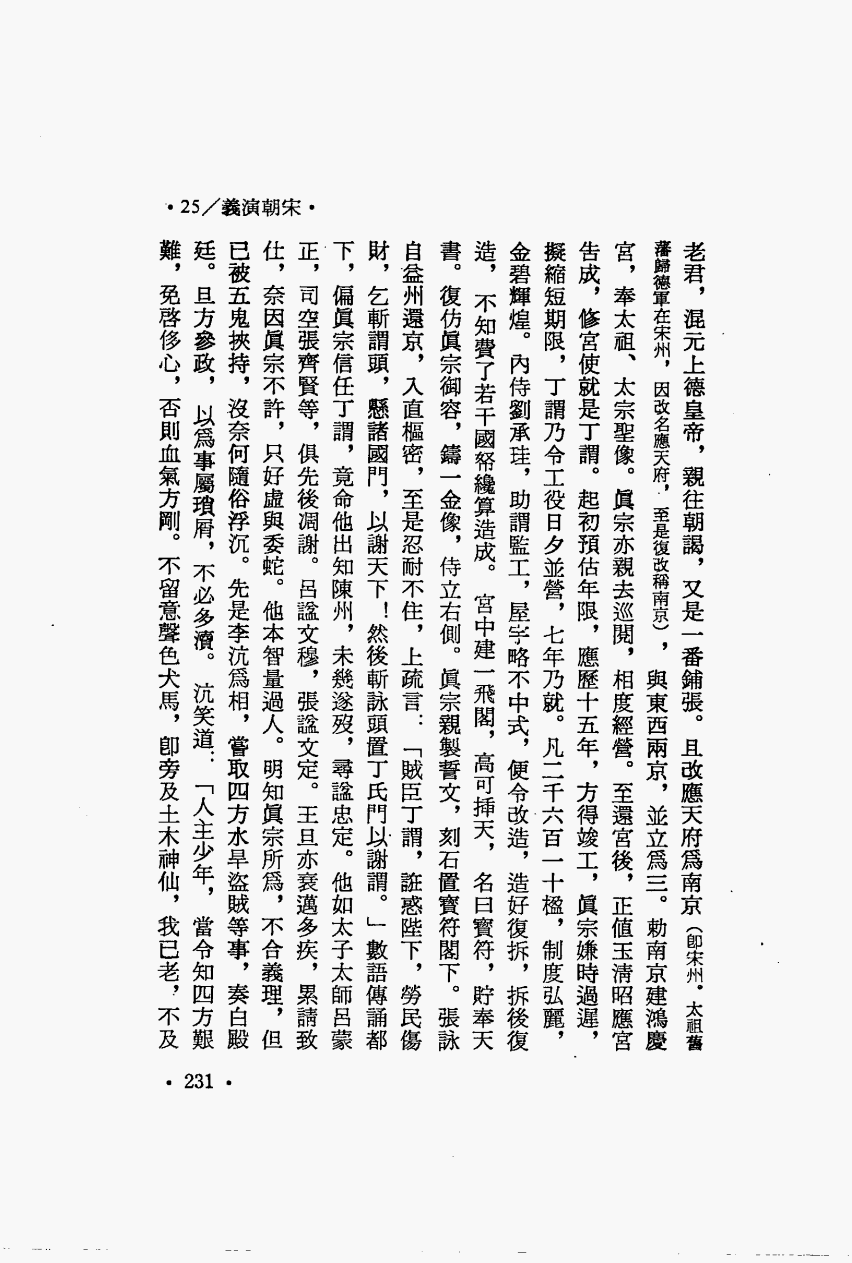 ·25／義演朝宋·
老君，混元上德皇帝，親往朝謁，又是一番鋪張。且改應天府爲南京（卽宋州。太祖舊
藩歸德軍在宋州，因改名應天府，至是復改稱南京），與東西兩京，並立爲三。勅南京建鴻慶
宮，奉太祖、太宗聖像。眞宗亦親去巡閱，相度經營。至還宮後，正値玉淸昭應宮
告成，修宮使就是丁謂。起初預估年限，應歷十五年，方得竣工，眞宗嫌時過遲，
擬縮短期限，丁謂乃令工役日夕並營，七年乃就。凡二千六百一十楹，制度弘麗，
金碧輝煌。內侍劉承珪，助謂監工，屋宇略不中式，便令改造，造好復拆，拆後復
造，不知費了若干國帑纔算造成。宮中建一飛閣，高可揷天，名曰寳符，貯奉天
書。復仿眞宗御容，鑄一金像，侍立右側。眞宗親製誓文，刻石置寳符閣下。張詠
自益州還京，入直樞密，至是忍耐不住，上疏言：「賊臣丁謂，誑惑陛下，勞民傷
財，乞斬謂頭，懸諸國門，以謝天下！然後斬詠頭置丁氏門以謝謂。」數語傳誦都
下，偏眞宗信任丁謂，竟命他出知陳州，未幾遂歿，尋諡忠定。他如太子太師呂蒙
正，司空張齊賢等，俱先後凋謝。呂諡文穆，張諡文定。王旦亦衰邁多疾，累請致
仕，奈因眞宗不許，只好虛與委蛇。他本智量過人。明知眞宗所爲，不合義理，但
已被五鬼挾持，沒奈何隨俗浮沉。先是李沆爲相，嘗取四方水旱盜賊等事，奏白殿
廷。旦方參政，以爲事屬瑣屑，不必多瀆。沆笑道：「人主少年，當令知四方艱
難，免啓侈心，否則血氣方剛。不留意聲色犬馬，卽旁及土木神仙，我已老，不及
·231·